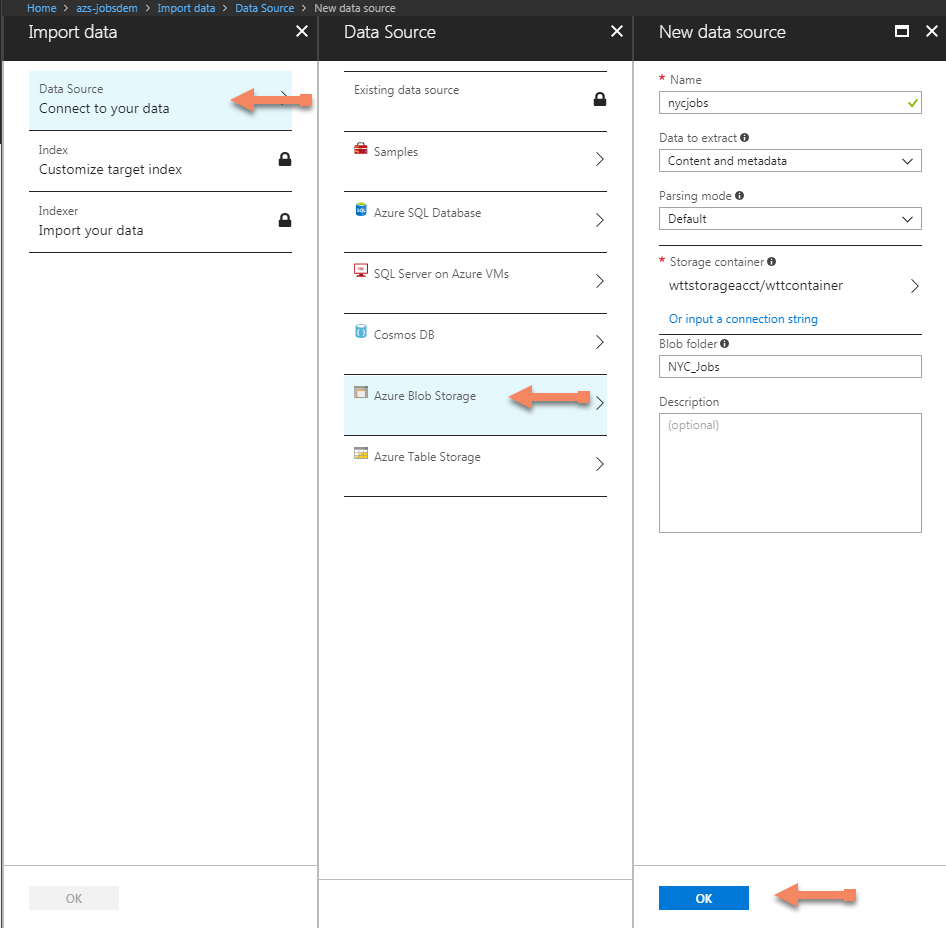 Home > azs-jobsdem > Import data > Data Source > New data source
Import data
Data Source
Connect to your data
Index
Customize target index
Indexer
Import your data
OK
Data Source
Existing data source
Samples
Azure SQL Database
SQL Server on Azure VMs
Cosmos DB
Azure Blob Storage
Azure Table Storage
New data source
* Name
nycjobs
Data to extract
Content and metadata
Parsing mode
Default
* Storage container
wttstorageacct/wttcontainer
Or input a connection string
Blob folder
NYC_Jobs
Description
(optional)
OK